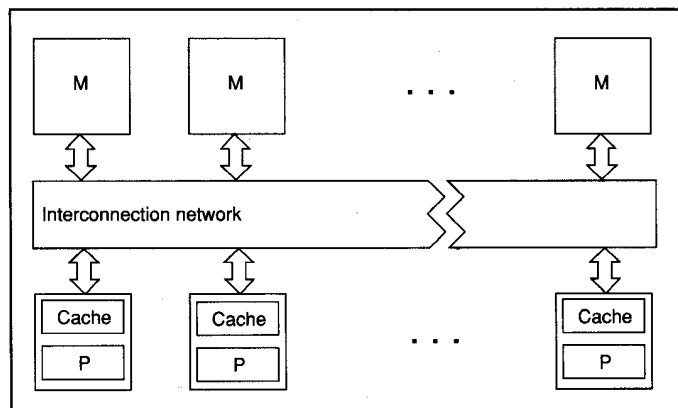 M M . . . M
Interconnection network
Cache Cache Cache
P P . . . P